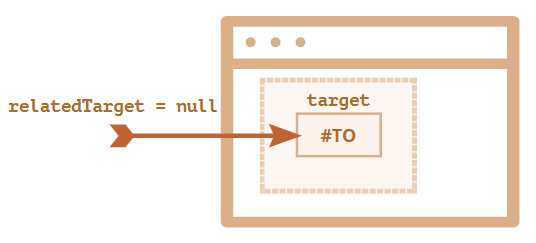 target
relatedTarget = null
#TO